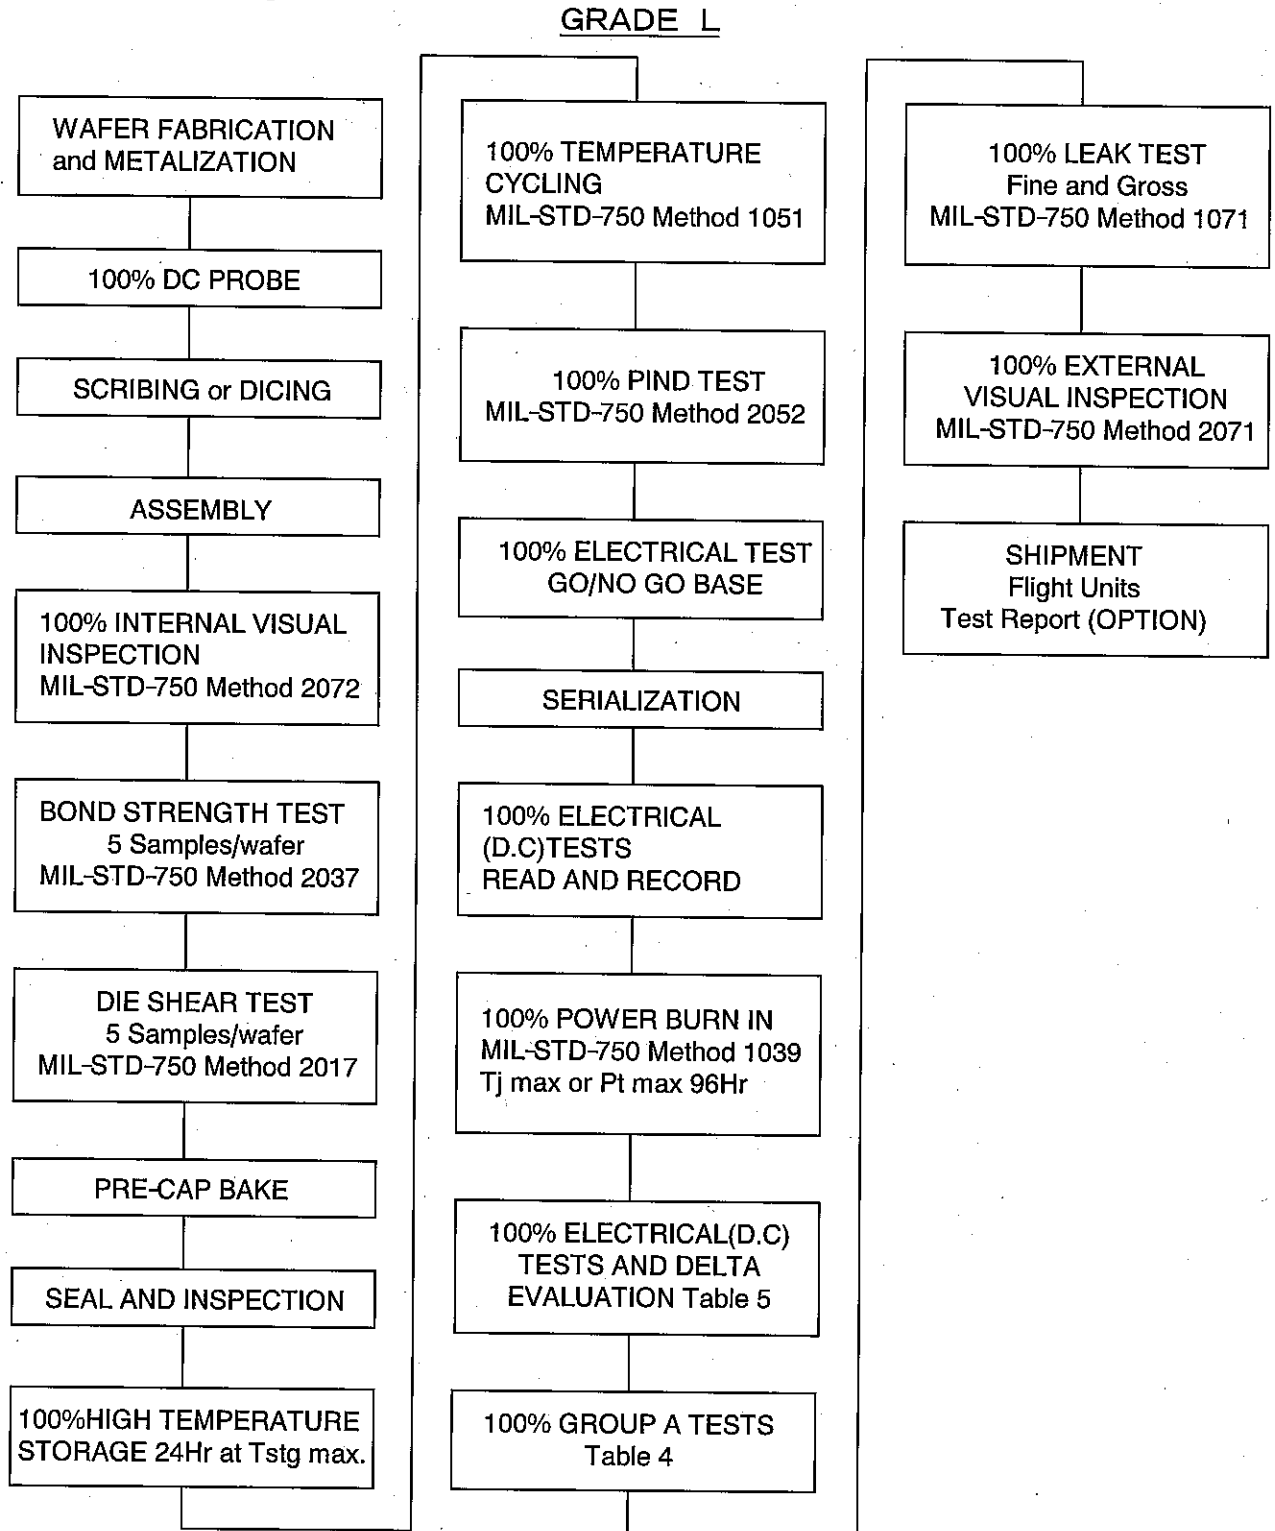 GRADE L
WAFER FABRICATION
and METALIZATION
100% DC PROBE
SCRIBING or DICING
ASSEMBLY
100% INTERNAL VISUAL
INSPECTION
MIL-STD-750 Method 2072
BOND STRENGTH TEST
5 Samples/wafer
MIL-STD-750 Method 2037
DIE SHEAR TEST
5 Samples/wafer
MIL-STD-750 Method 2017
PRE-CAP BAKE
SEAL AND INSPECTION
100%HIGH TEMPERATURE
STORAGE 24Hr at Tstg max.
100% TEMPERATURE
CYCLING
MIL-STD-750 Method 1051
100% PIND TEST
MIL-STD-750 Method 2052
100% ELECTRICAL TEST
GO/NO GO BASE
SERIALIZATION
100% ELECTRICAL
(D.C)TESTS
READ AND RECORD
100% POWER BURN IN
MIL-STD-750 Method 1039
Tj max or Pt max 96Hr
100% ELECTRICAL(D.C)
TESTS AND DELTA
EVALUATION Table 5
100% GROUP A TESTS
Table 4
100% LEAK TEST
Fine and Gross
MIL-STD-750 Method 1071
100% EXTERNAL
VISUAL INSPECTION
MIL-STD-750 Method 2071
SHIPMENT
Flight Units
Test Report (OPTION)